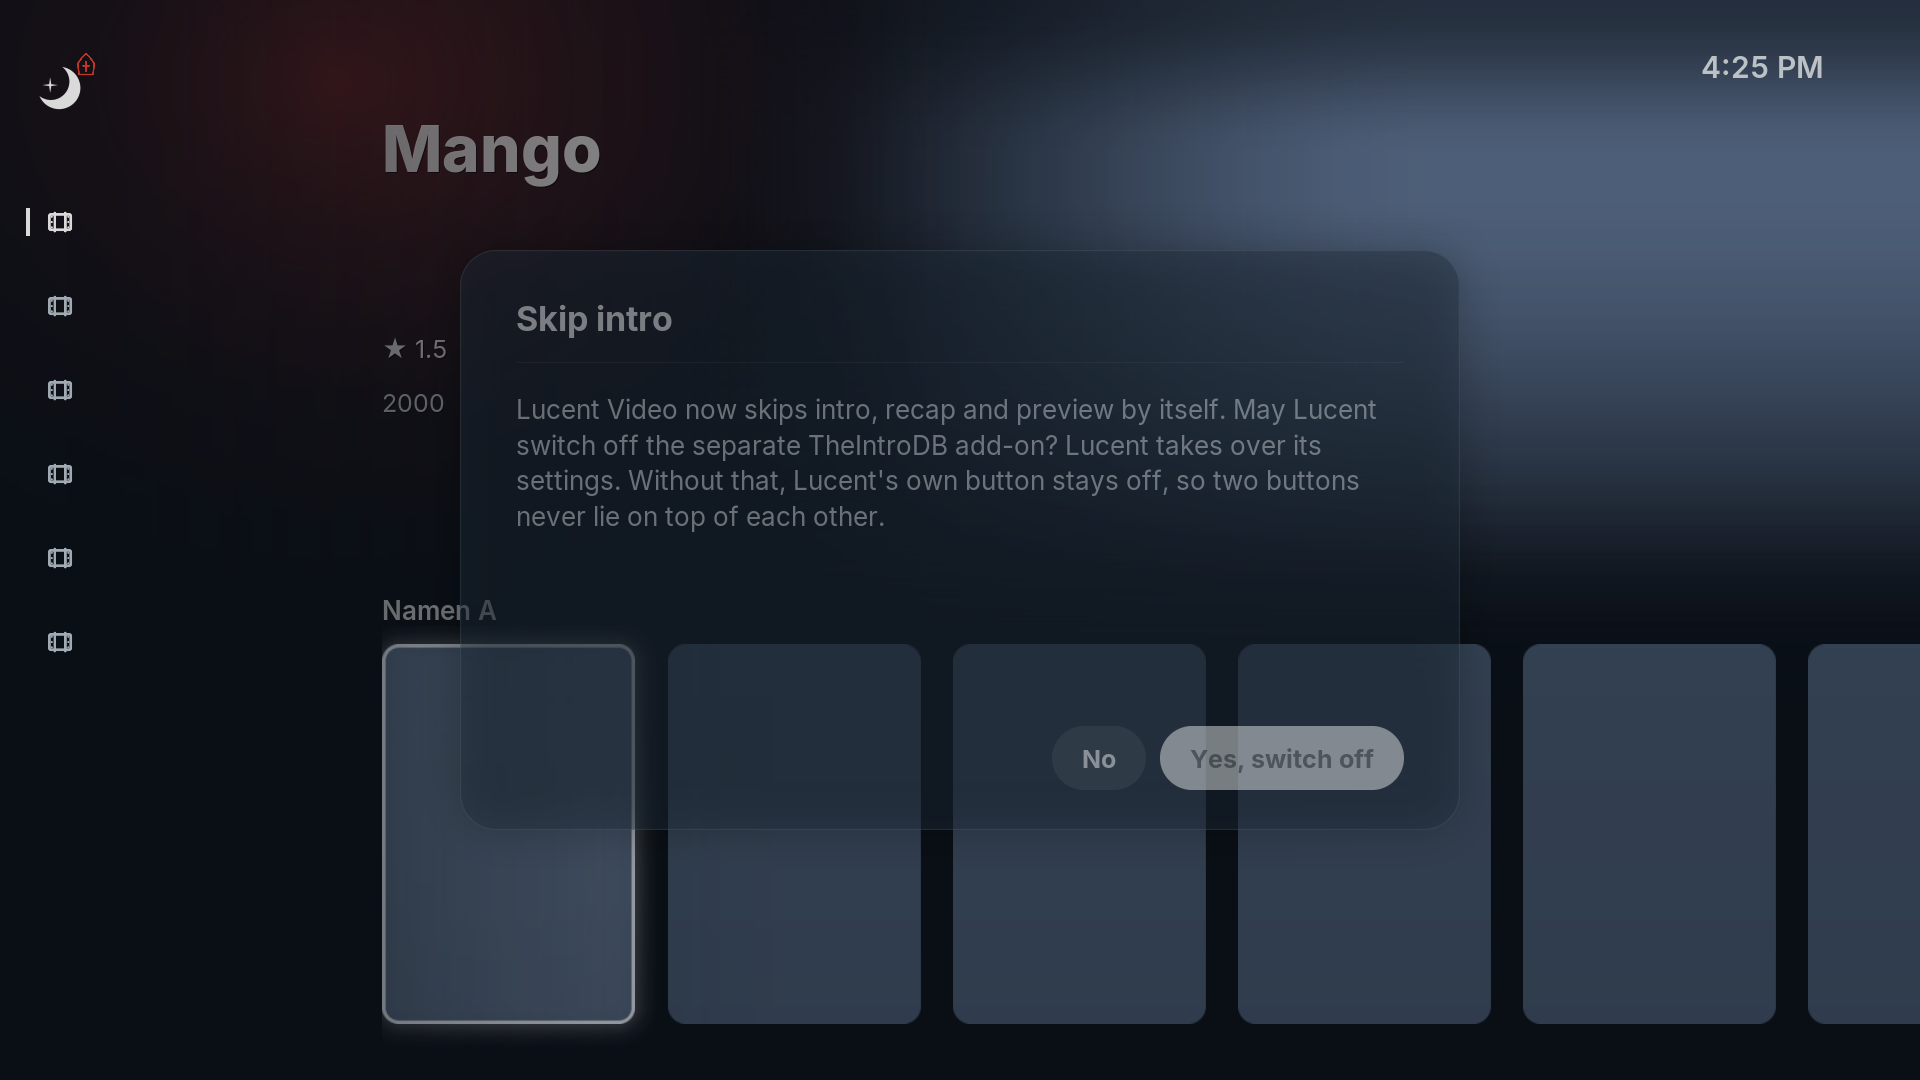 4:25 PM
Mango
Skip intro
★ 1.5
2000
Lucent Video now skips intro, recap and preview by itself. May Lucent
switch off the separate TheIntroDB add-on? Lucent takes over its
settings. Without that, Lucent's own button stays off, so two buttons
never lie on top of each other.
Namen A
No
Yes, switch off